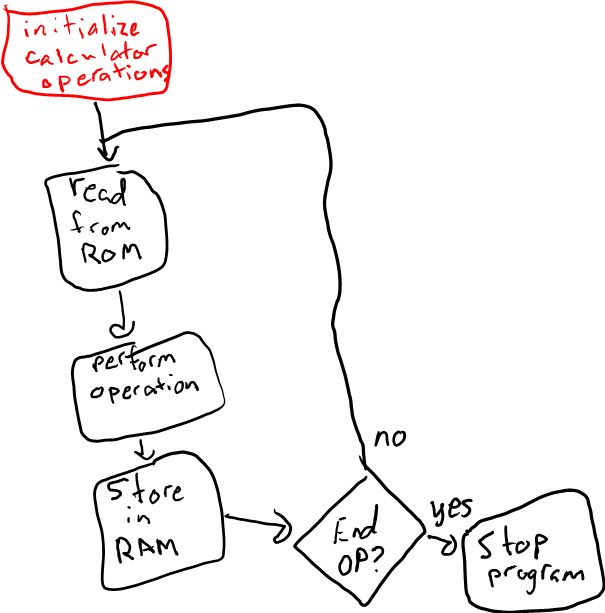 initialize
calculator
operations
read
from
ROM
perform
operation
Store
in
RAM
End
OP?
no
yes
Stop
program